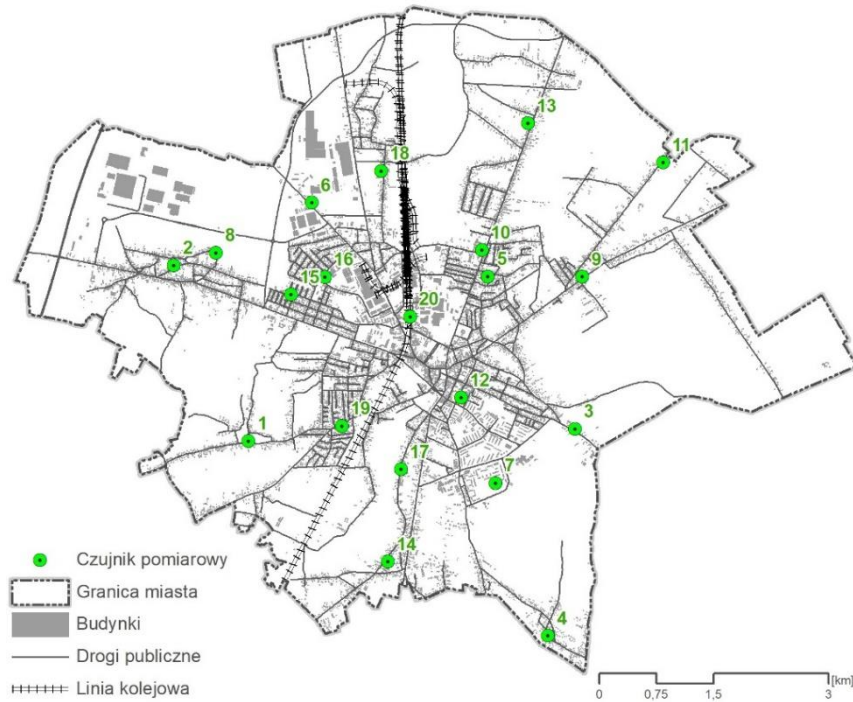 13
11
18
6
10
8
2
16
5
9
15
20
12
3
1
19
17
7
14
4
Czujnik pomiarowy
Granica miasta
Budynki
Drogi publiczne
Linia kolejowa
[km]
0 0,75 1,5 3